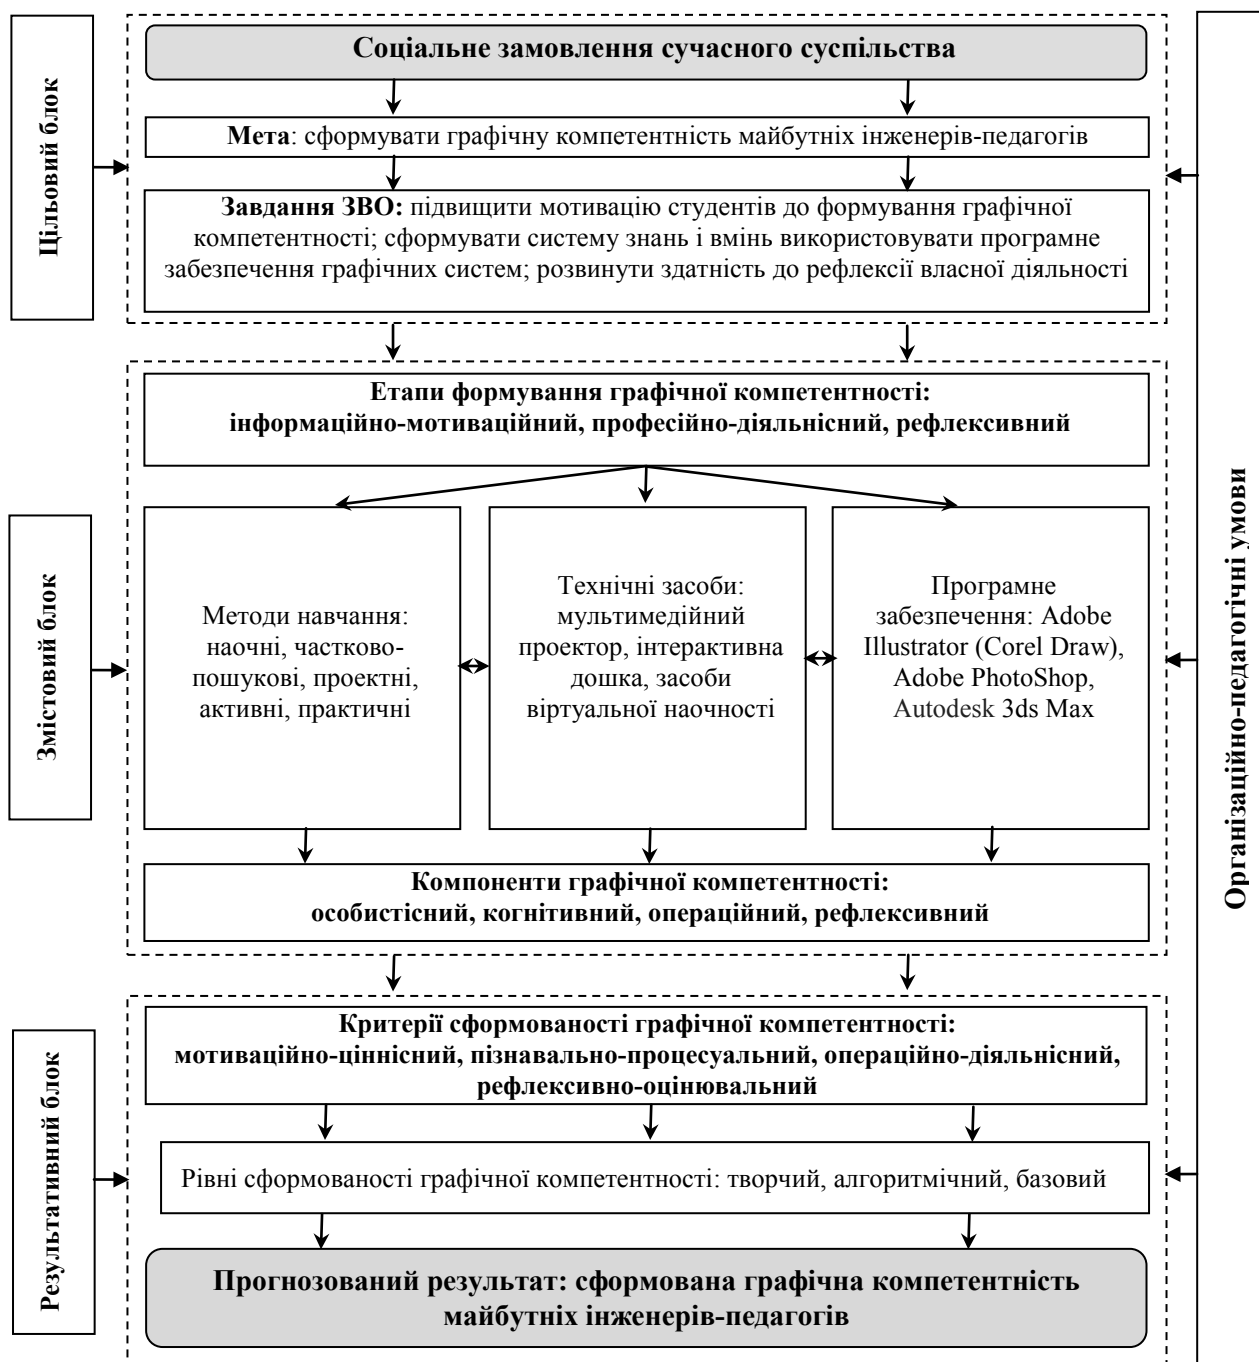 Цільовий блок
Соціальне замовлення сучасного суспільства
Мета: сформувати графічну компетентність майбутніх інженерів-педагогів
Завдання ЗВО: підвищити мотивацію студентів до формування графічної
компетентності; сформувати систему знань і вмінь використовувати програмне
забезпечення графічних систем; розвинути здатність до рефлексії власної діяльності
Змістовий блок
Етапи формування графічної компетентності:
інформаційно-мотиваційний, професійно-діяльнісний, рефлексивний
Методи навчання:
наочні, частково-
пошукові, проектні,
активні, практичні
Технічні засоби:
мультимедійний
проектор, інтерактивна
дошка, засоби
віртуальної наочності
Програмне
забезпечення: Adobe
Illustrator (Corel Draw),
Adobe PhotoShop,
Autodesk 3ds Max
Компоненти графічної компетентності:
особистісний, когнітивний, операційний, рефлексивний
Результативний блок
Критерії сформованості графічної компетентності:
мотиваційно-ціннісний, пізнавально-процесуальний, операційно-діяльнісний,
рефлексивно-оцінювальний
Рівні сформованості графічної компетентності: творчий, алгоритмічний, базовий
Прогнозований результат: сформована графічна компетентність
майбутніх інженерів-педагогів
Організаційно-педагогічні умови